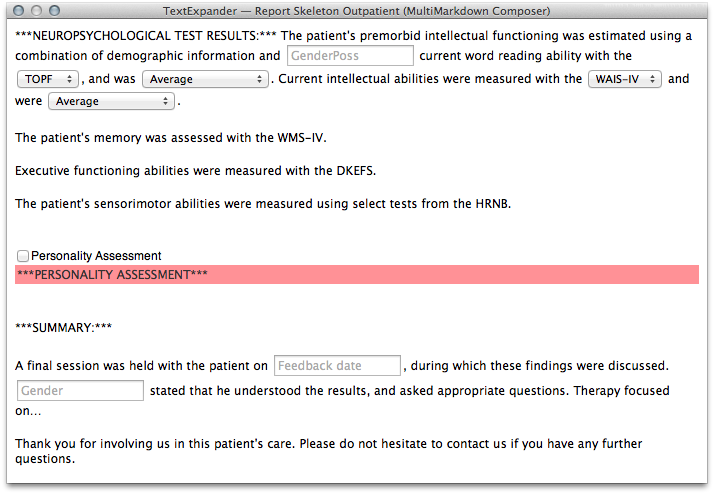 TextExpander — Report Skeleton Outpatient (MultiMarkdown Composer)
***NEUROPSYCHOLOGICAL TEST RESULTS:*** The patient's premorbid intellectual functioning was estimated using a
combination of demographic information and GenderPoss current word reading ability with the
TOPF , and was Average . Current intellectual abilities were measured with the WAIS-IV and
were Average .
The patient's memory was assessed with the WMS-IV.
Executive functioning abilities were measured with the DKEFS.
The patient's sensorimotor abilities were measured using select tests from the HRNB.
Personality Assessment
***PERSONALITY ASSESSMENT***
***SUMMARY:***
A final session was held with the patient on Feedback date , during which these findings were discussed.
Gender stated that he understood the results, and asked appropriate questions. Therapy focused
on...
Thank you for involving us in this patient's care. Please do not hesitate to contact us if you have any further
questions.